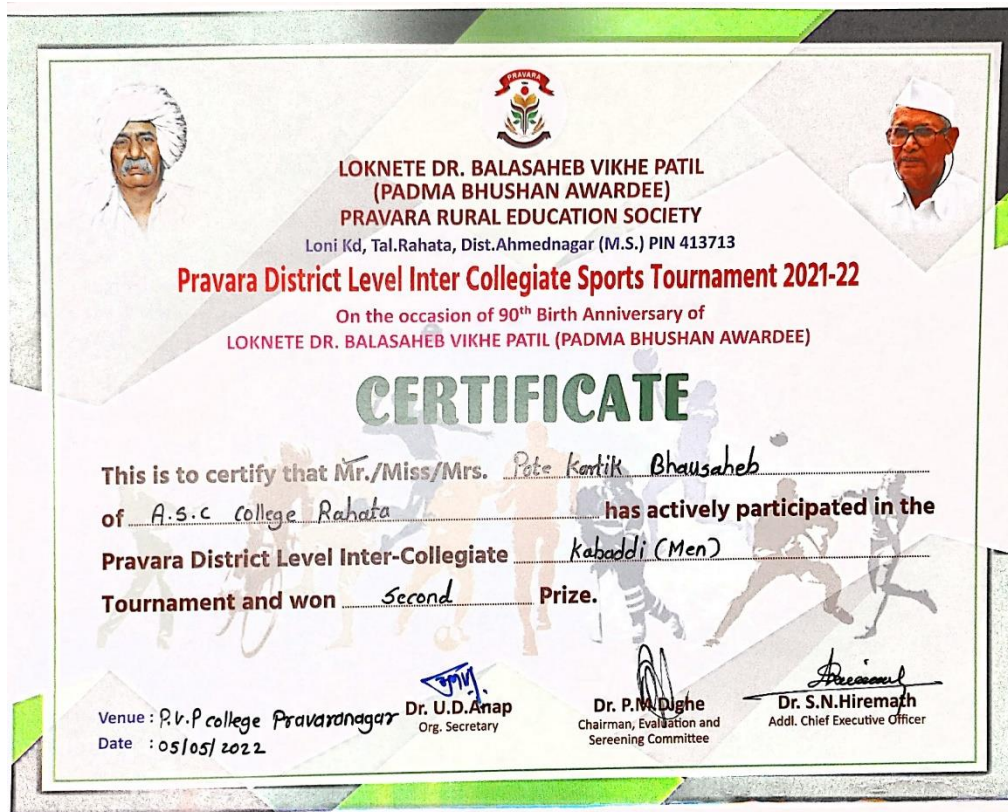 PRAVARA
LOKNETE DR. BALASAHEB VIKHE PATIL
(PADMA BHUSHAN AWARDEE)
PRAVARA RURAL EDUCATION SOCIETY
Loni Kd, Tal.Rahata, Dist.Ahmednagar (M.S.) PIN 413713
Pravara District Level Inter Collegiate Sports Tournament 2021-22
On the occasion of 90th Birth Anniversary of
LOKNETE DR. BALASAHEB VIKHE PATIL (PADMA BHUSHAN AWARDEE)
CERTIFICATE
This is to certify that Mr./Miss/Mrs. Pote Kartik Bhausaheb
of A.S.C College Rahata has actively participated in the
Pravara District Level Inter-Collegiate Kabaddi (Men)
Tournament and won Second Prize.
Venue : P.V.P college Pravaranagar
Date : 05/05/2022
Dr. U.D.Anap
Org. Secretary
Dr. P.M.Dighe
Chairman, Evaluation and
Sereening Committee
Dr. S.N.Hiremath
Addl. Chief Executive Officer